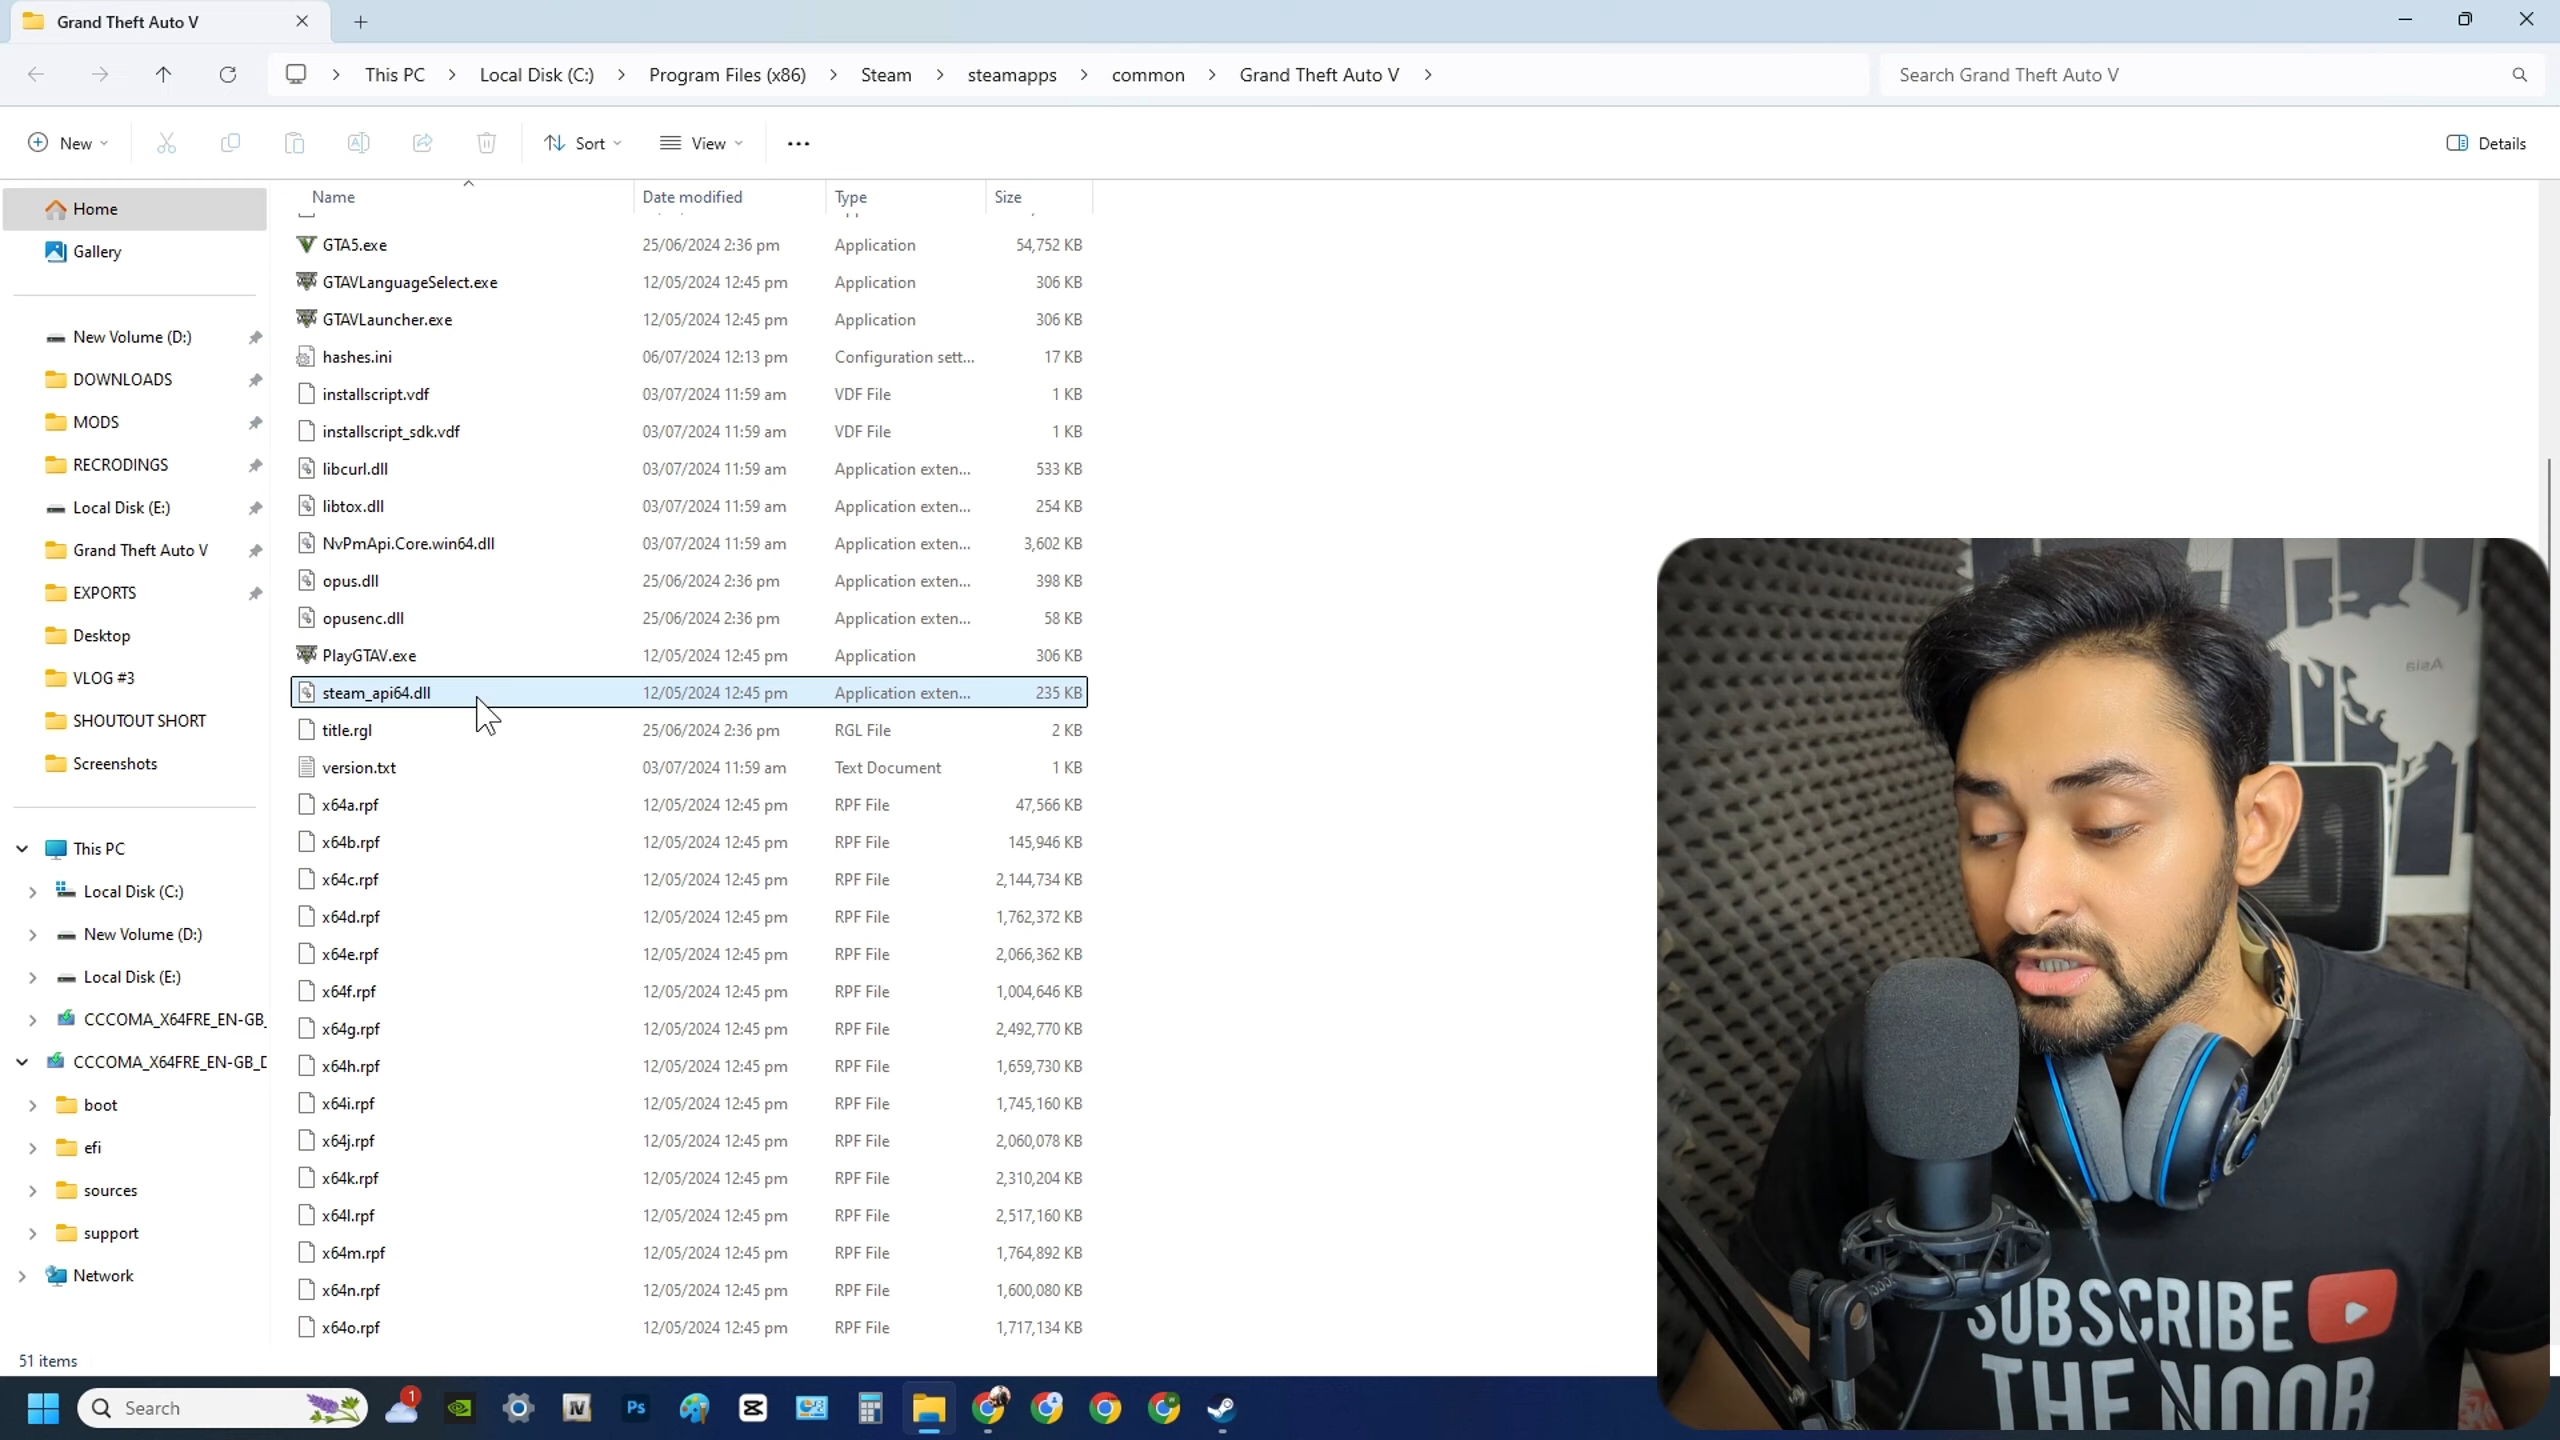 Grand Theft Auto V
This PC
Local Disk (C:)
Program Files (x86)
Steam
steamapps
common
Grand Theft Auto V
Search Grand Theft Auto V
New
Sort
View
Details
Name Date modified Type Size
Home
Gallery
New Volume (D:)
DOWNLOADS
MODS
RECRODINGS
Local Disk (E:)
Grand Theft Auto V
EXPORTS
Desktop
VLOG #3
SHOUTOUT SHORT
Screenshots
This PC
Local Disk (C:)
New Volume (D:)
Local Disk (E:)
CCCOMA_X64FRE_EN-GB_
CCCOMA_X64FRE_EN-GB_D
boot
efi
sources
support
Network
GTA5.exe 25/06/2024 2:36 pm Application 54,752 KB
GTAVLanguageSelect.exe 12/05/2024 12:45 pm Application 306 KB
GTAVLauncher.exe 12/05/2024 12:45 pm Application 306 KB
hashes.ini 06/07/2024 12:13 pm Configuration sett... 17 KB
installscript.vdf 03/07/2024 11:59 am VDF File 1 KB
installscript_sdk.vdf 03/07/2024 11:59 am VDF File 1 KB
libcurl.dll 03/07/2024 11:59 am Application exten... 533 KB
libtox.dll 03/07/2024 11:59 am Application exten... 254 KB
NvPmApi.Core.win64.dll 03/07/2024 11:59 am Application exten... 3,602 KB
opus.dll 25/06/2024 2:36 pm Application exten... 398 KB
opusenc.dll 25/06/2024 2:36 pm Application exten... 58 KB
PlayGTAV.exe 12/05/2024 12:45 pm Application 306 KB
steam_api64.dll 12/05/2024 12:45 pm Application exten... 235 KB
title.rgl 25/06/2024 2:36 pm RGL File 2 KB
version.txt 03/07/2024 11:59 am Text Document 1 KB
x64a.rpf 12/05/2024 12:45 pm RPF File 47,566 KB
x64b.rpf 12/05/2024 12:45 pm RPF File 145,946 KB
x64c.rpf 12/05/2024 12:45 pm RPF File 2,144,734 KB
x64d.rpf 12/05/2024 12:45 pm RPF File 1,762,372 KB
x64e.rpf 12/05/2024 12:45 pm RPF File 2,066,362 KB
x64f.rpf 12/05/2024 12:45 pm RPF File 1,004,646 KB
x64g.rpf 12/05/2024 12:45 pm RPF File 2,492,770 KB
x64h.rpf 12/05/2024 12:45 pm RPF File 1,659,730 KB
x64i.rpf 12/05/2024 12:45 pm RPF File 1,745,160 KB
x64j.rpf 12/05/2024 12:45 pm RPF File 2,060,078 KB
x64k.rpf 12/05/2024 12:45 pm RPF File 2,310,204 KB
x64l.rpf 12/05/2024 12:45 pm RPF File 2,517,160 KB
x64m.rpf 12/05/2024 12:45 pm RPF File 1,764,892 KB
x64n.rpf 12/05/2024 12:45 pm RPF File 1,600,080 KB
x64o.rpf 12/05/2024 12:45 pm RPF File 1,717,134 KB
51 items
Asia
SUBSCRIBE
THE NOOB
Search
1
IV
Ps